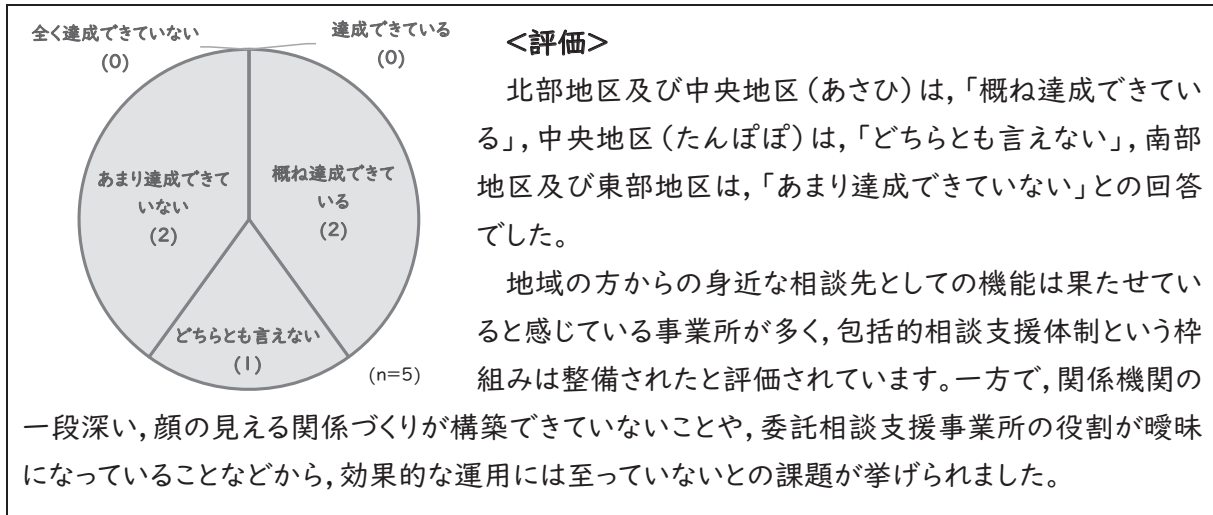 全く達成できていない
(0)
達成できている
(0)
あまり達成できて
いない
(2)
概ね達成できて
いる
(2)
どちらとも言えない
(1)
(n=5)
<評価>
北部地区及び中央地区(あさひ)は,「概ね達成できてい
る」,中央地区(たんぽぽ)は,「どちらとも言えない」,南部
地区及び東部地区は,「あまり達成できていない」との回答
でした。
地域の方からの身近な相談先としての機能は果たせてい
ると感じている事業所が多く,包括的相談支援体制という枠
組みは整備されたと評価されています。一方で,関係機関の
一段深い,顔の見える関係づくりが構築できていないことや,委託相談支援事業所の役割が曖昧
になっていることなどから,効果的な運用には至っていないとの課題が挙げられました。